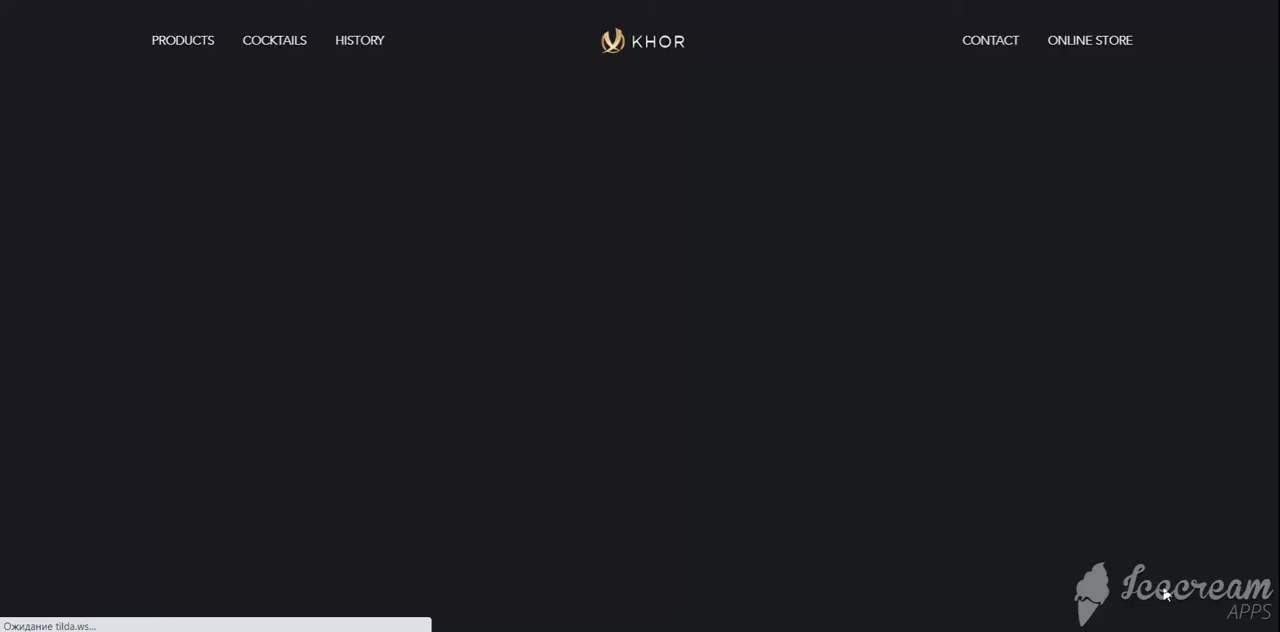 PRODUCTS COCKTAILS HISTORY KHOR CONTACT ONLINE STORE
Icecream
APPS
Ожидание tilda.ws...